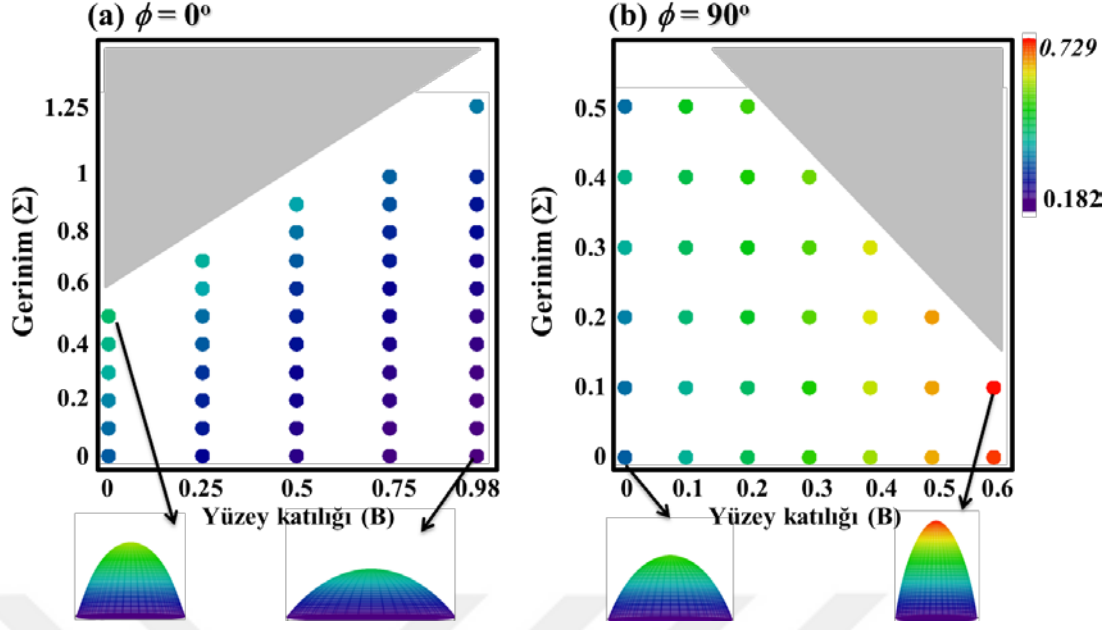 (a) ϕ = 0º
(b) ϕ = 90º
Gerinim (Σ)
1.25
1
0.8
0.6
0.4
0.2
0
0 0.25 0.5 0.75 0.98
Yüzey katılığı (B)
Gerinim (Σ)
0.5
0.4
0.3
0.2
0.1
0
0 0.1 0.2 0.3 0.4 0.5 0.6
Yüzey katılığı (B)
0.729
0.182